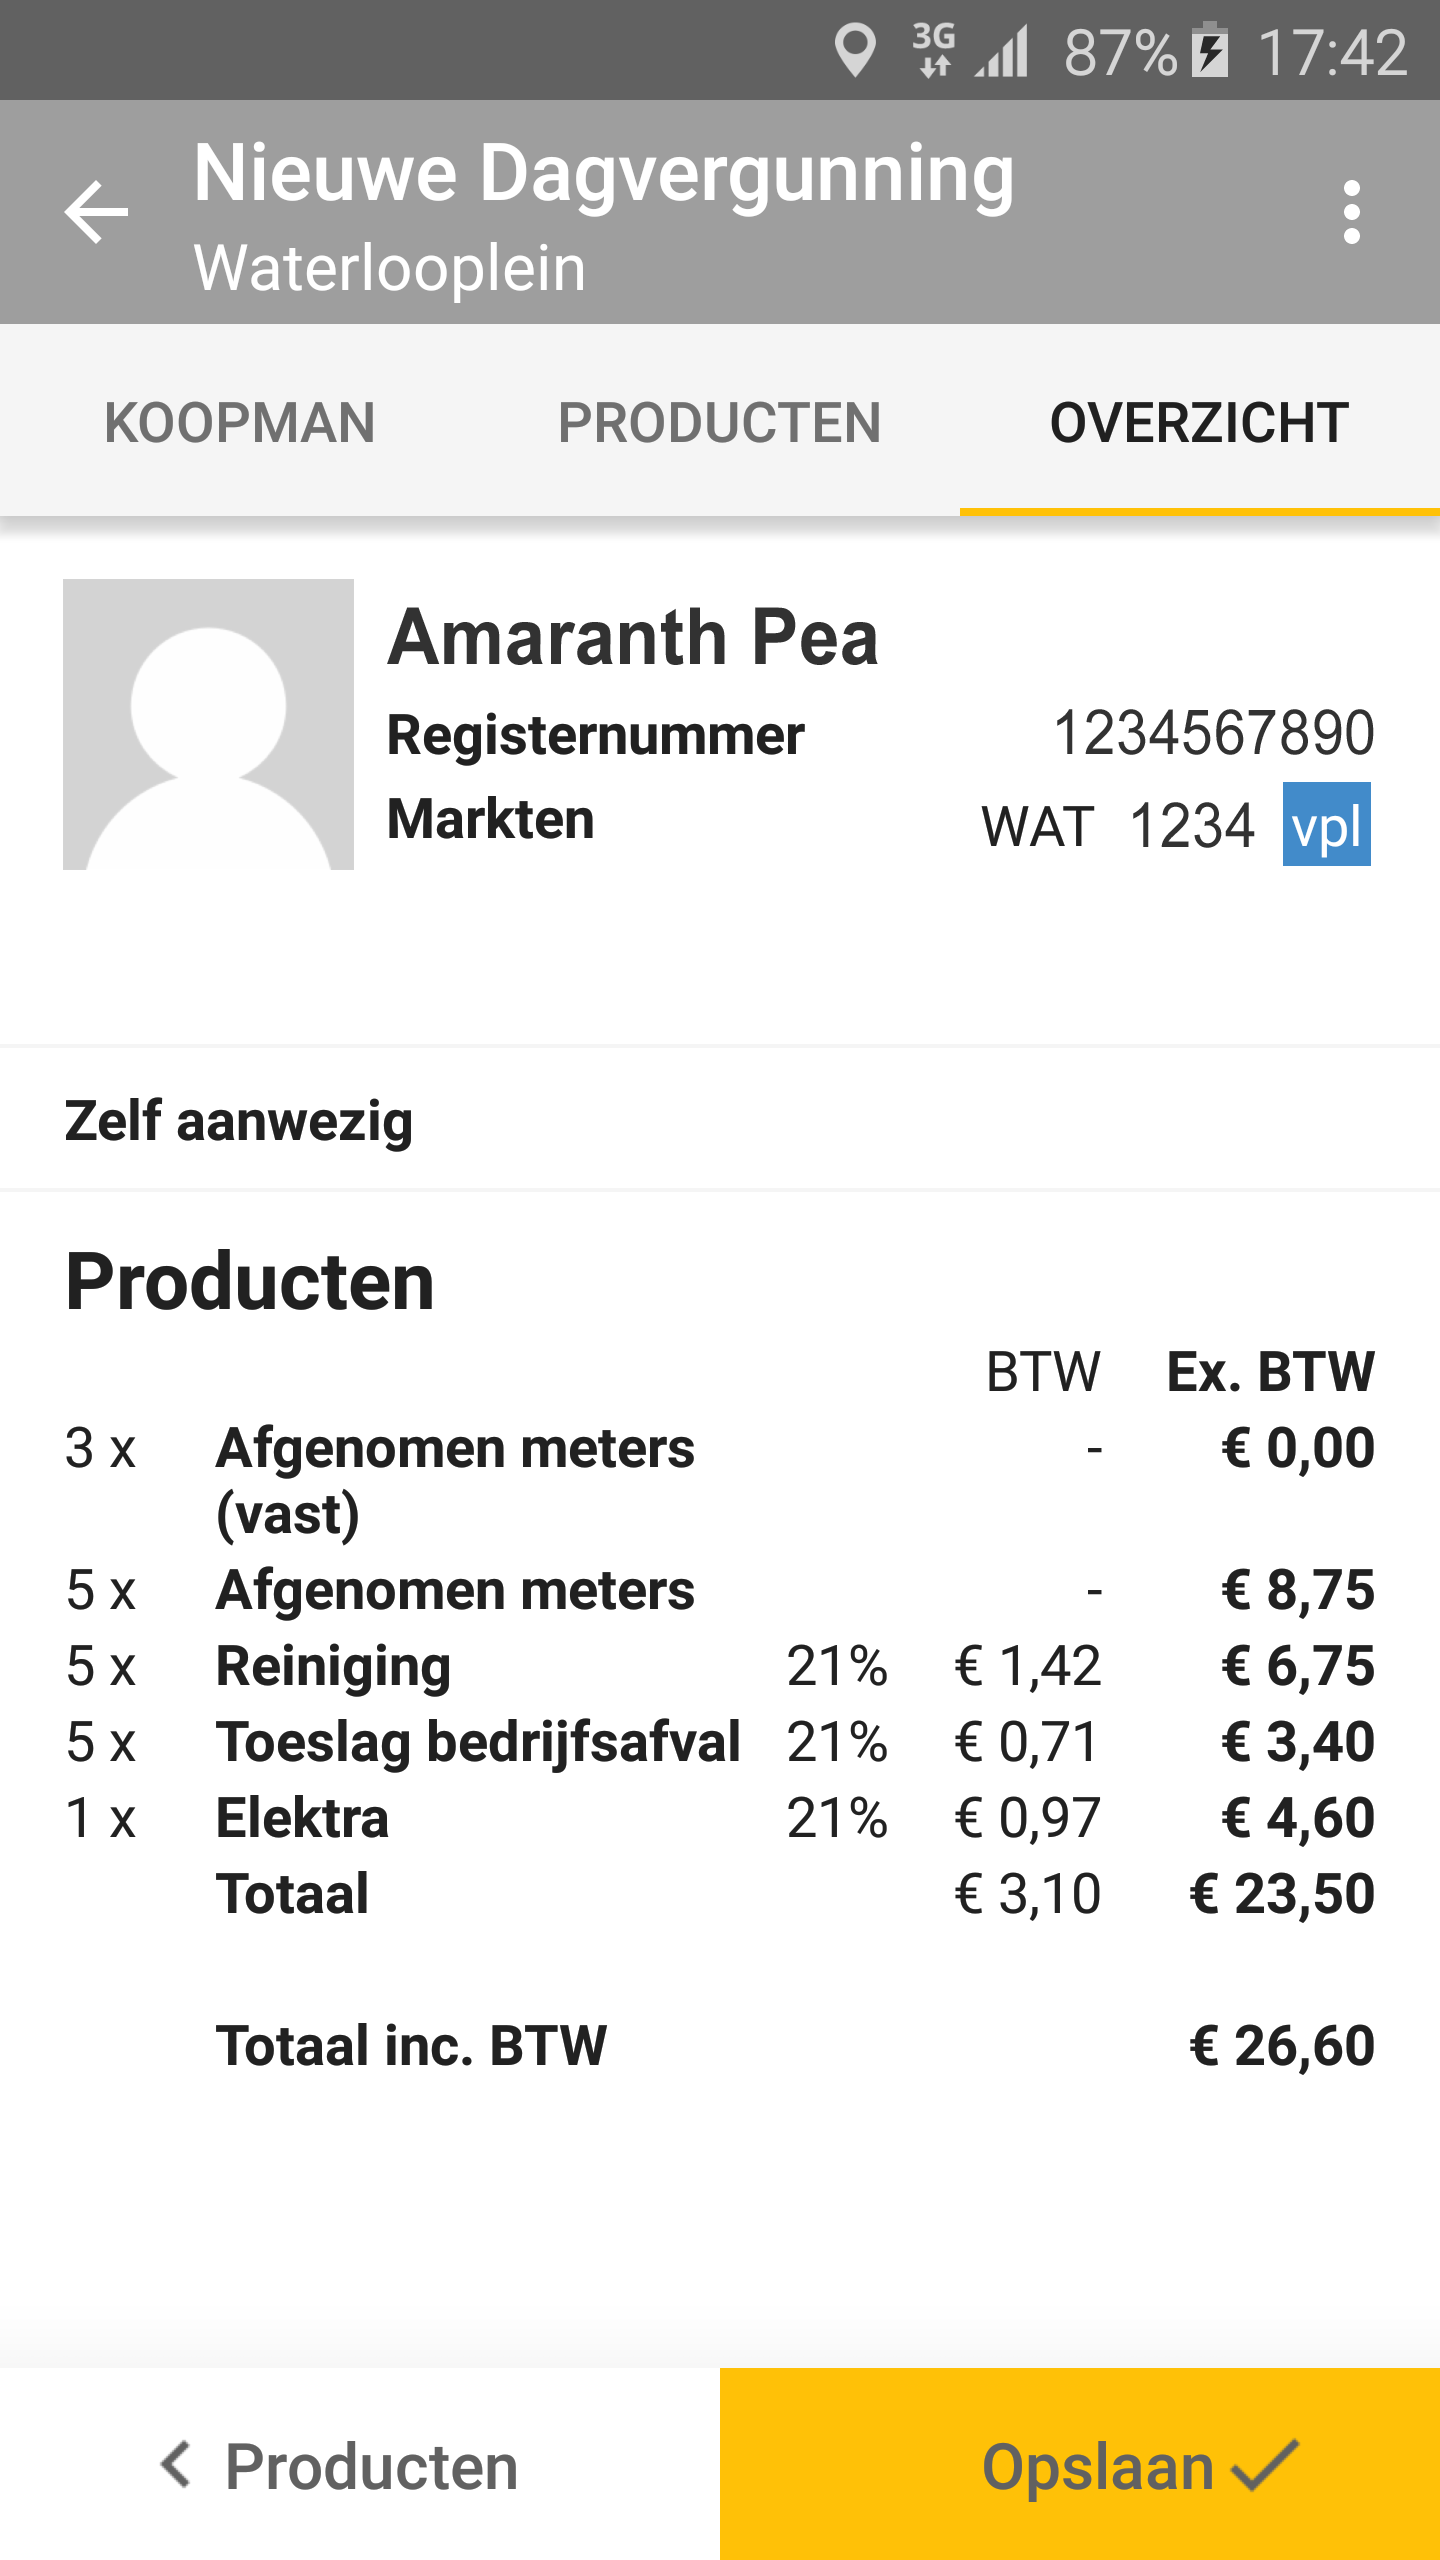 3G 87% 17:42
Nieuwe Dagvergunning
Waterlooplein
KOOPMAN PRODUCTEN OVERZICHT
Amaranth Pea
Registernummer 1234567890
Markten WAT 1234 vpl
Zelf aanwezig
Producten
BTW Ex. BTW
3 x Afgenomen meters - € 0,00
(vast)
5 x Afgenomen meters - € 8,75
5 x Reiniging 21% € 1,42 € 6,75
5 x Toeslag bedrijfsafval 21% € 0,71 € 3,40
1 x Elektra 21% € 0,97 € 4,60
Totaal € 3,10 € 23,50
Totaal inc. BTW € 26,60
Producten Opslaan